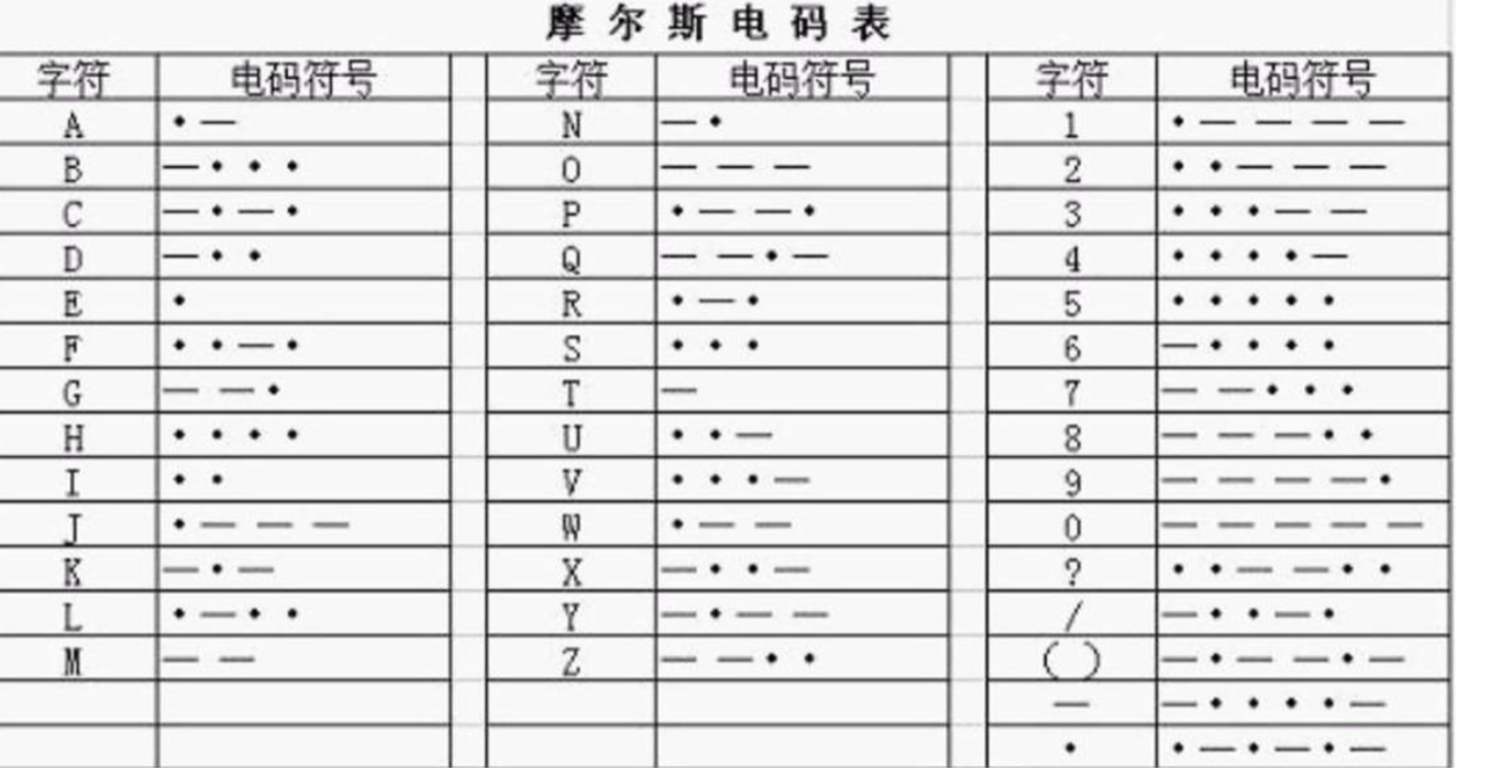 摩尔斯电码表
字符 电码符号 字符 电码符号 字符 电码符号
A •— N —• 1 •————
B —••• O ——— 2 ••———
C —•—• P •——• 3 •••——
D —•• Q ——•— 4 ••••—
E • R •—• 5 •••••
F ••—• S ••• 6 —••••
G ——• T — 7 ——•••
H •••• U ••— 8 ———••
I •• V •••— 9 ————•
J •——— W •—— 0 —————
K —•— X —••— ? ••——••
L •—•• Y —•—— / —••—•
M —— Z ——•• () —•——•—
— —••••—
• •—•—•—